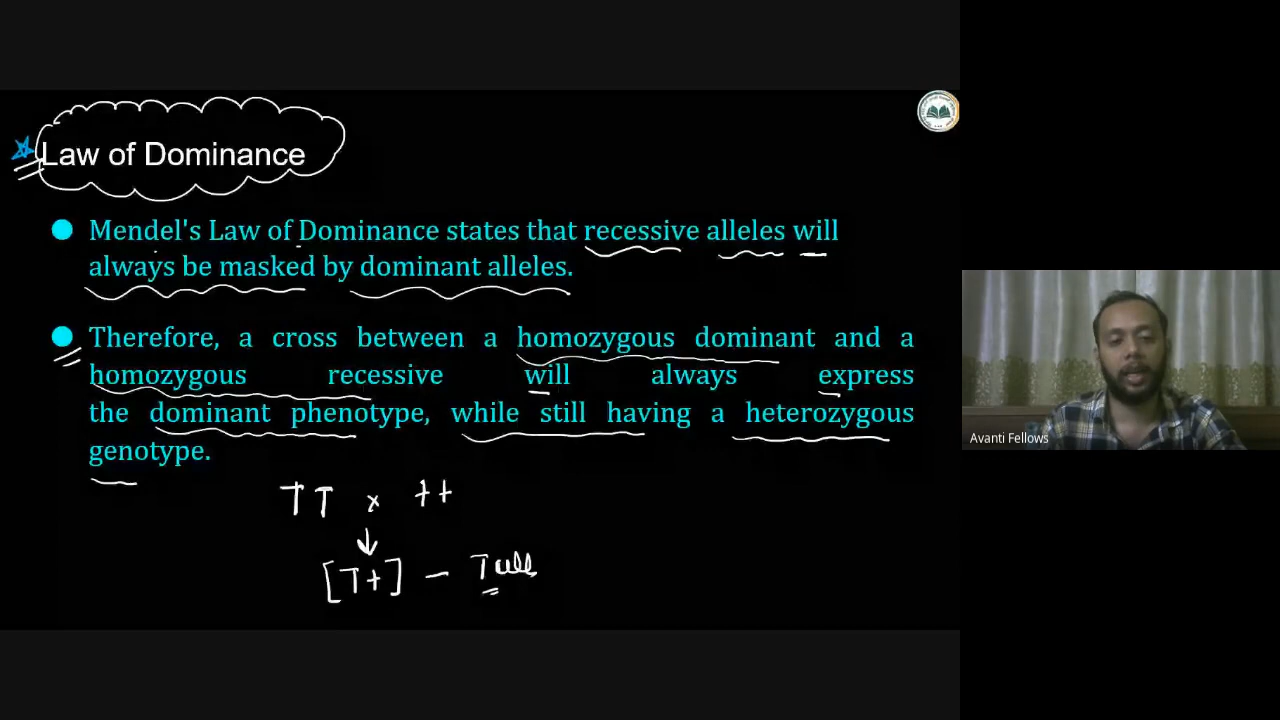 Law of Dominance
Mendel's Law of Dominance states that recessive alleles will
always be masked by dominant alleles.
Therefore, a cross between a homozygous dominant and a
homozygous recessive will always express
the dominant phenotype, while still having a heterozygous
genotype.
TT x tt
[Tt] - Tall
Avanti Fellows